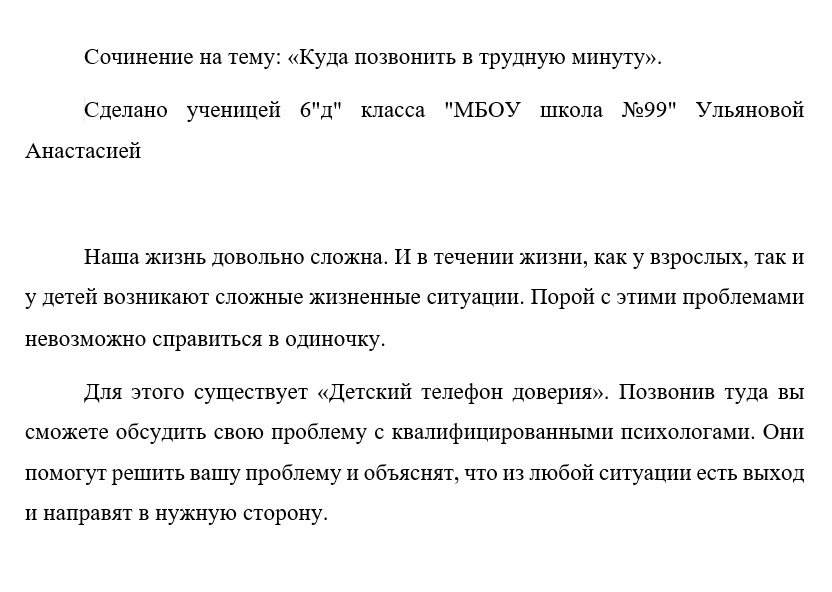 Сочинение на тему: «Куда позвонить в трудную минуту».
Сделано ученицей 6"д" класса "МБОУ школа №99" Ульяновой
Анастасией
Наша жизнь довольно сложна. И в течении жизни, как у взрослых, так и
у детей возникают сложные жизненные ситуации. Порой с этими проблемами
невозможно справиться в одиночку.
Для этого существует «Детский телефон доверия». Позвонив туда вы
сможете обсудить свою проблему с квалифицированными психологами. Они
помогут решить вашу проблему и объяснят, что из любой ситуации есть выход
и направят в нужную сторону.